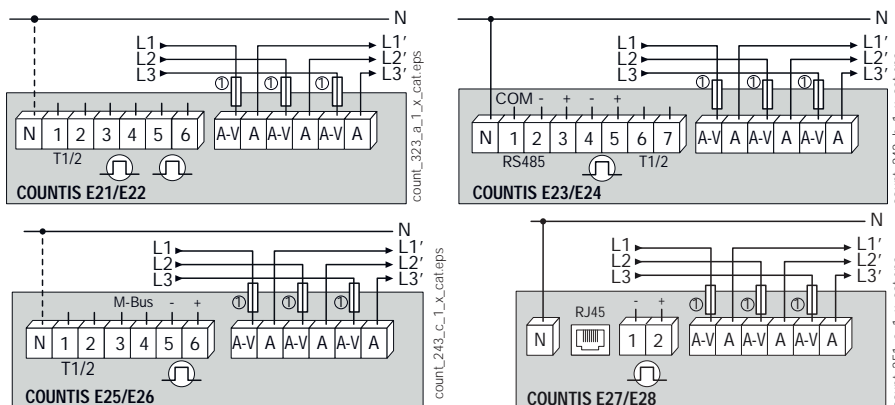 N
L1 L1′
L2 L2′
L3 L3′
① ① ①
N 1 2 3 4 5 6 A-V A A-V A A-V A
T1/2
COUNTIS E21/E22
count_323_a_1_x_cat.eps
N
L1 L1′
L2 L2′
L3 L3′
① ① ①
COM - + - +
N 1 2 3 4 5 6 7 A-V A A-V A A-V A
RS485 T1/2
COUNTIS E23/E24
N
L1 L1′
L2 L2′
L3 L3′
① ① ①
M-Bus - +
N 1 2 3 4 5 6 A-V A A-V A A-V A
T1/2
COUNTIS E25/E26
count_243_c_1_x_cat.eps
N
L1 L1′
L2 L2′
L3 L3′
① ① ①
RJ45 - +
N 1 2 A-V A A-V A A-V A
COUNTIS E27/E28